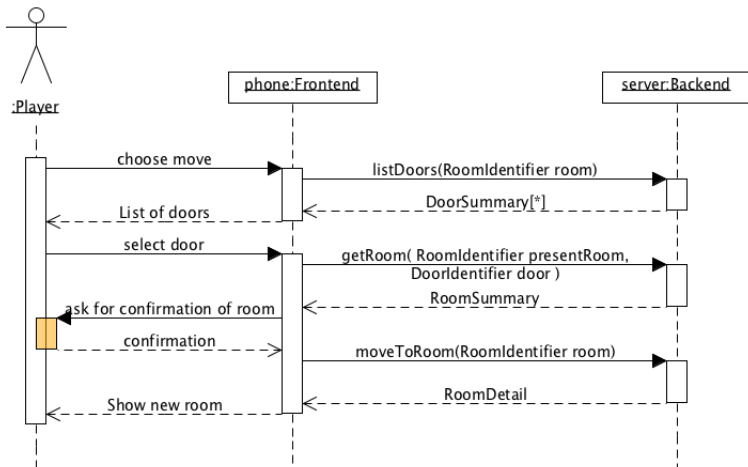 phone:Frontend
server:Backend
:Player
choose move
listDoors(RoomIdentifier room)
DoorSummary[*]
List of doors
select door
getRoom( RoomIdentifier presentRoom,
DoorIdentifier door )
RoomSummary
ask for confirmation of room
confirmation
moveToRoom(RoomIdentifier room)
RoomDetail
Show new room